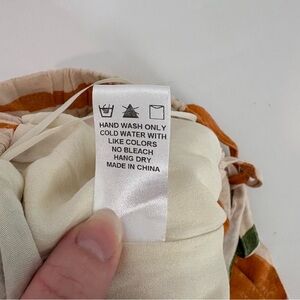 HAND WASH ONLY
COLD WATER WITH
LIKE COLORS
NO BLEACH
HANG DRY
MADE IN CHINA